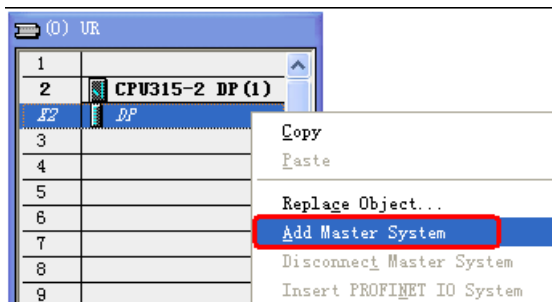 (0) UR
1
2 CPU315-2 DP(1)
X2 DP
3
4
5
6
7
8
9
Copy
Paste
Replace Object...
Add Master System
Disconnect Master System
Insert PROFINET IO System